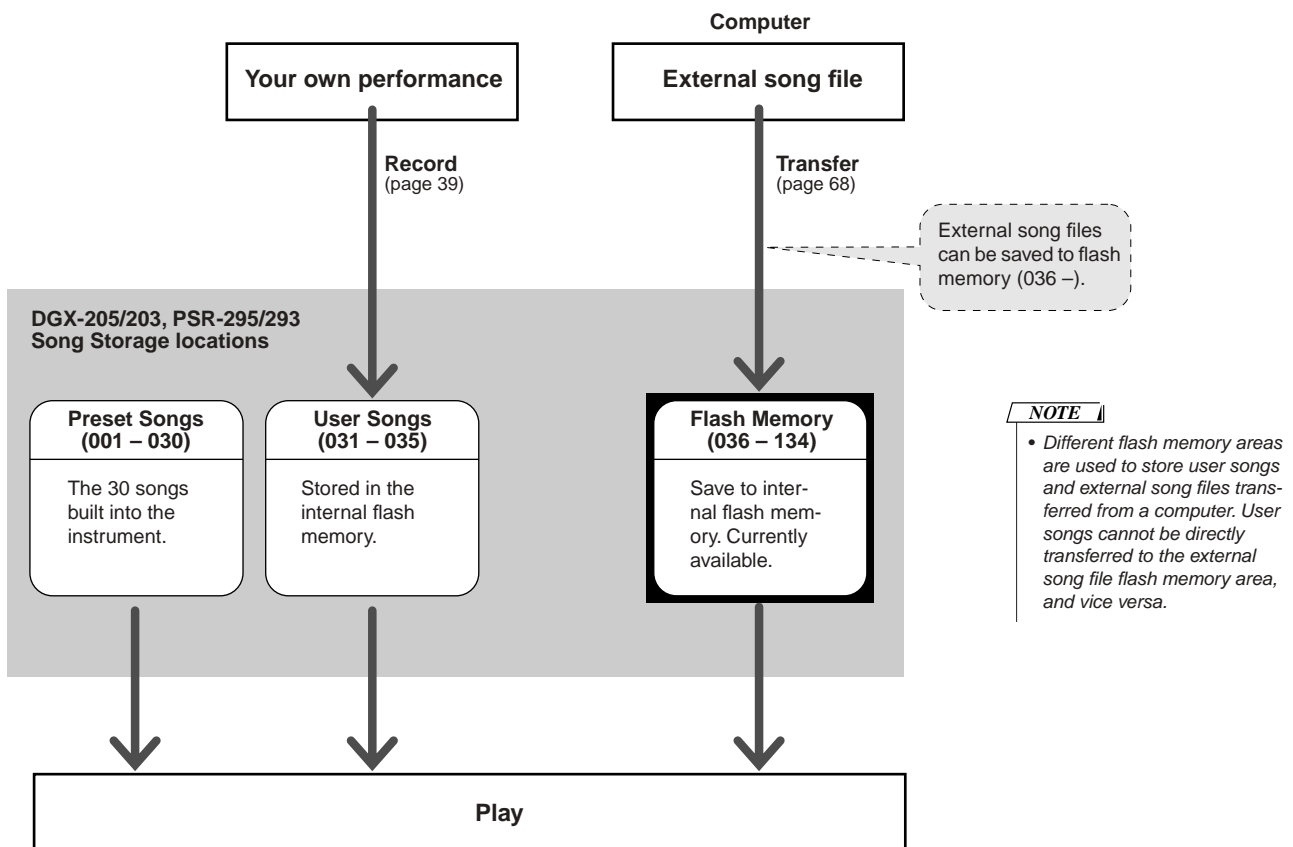 Computer
Your own performance
External song file
Record
(page 39)
Transfer
(page 68)
External song files
can be saved to flash
memory (036 –).
DGX-205/203, PSR-295/293
Song Storage locations
Preset Songs
(001 – 030)
The 30 songs
built into the
instrument.
User Songs
(031 – 035)
Stored in the
internal flash
memory.
Flash Memory
(036 – 134)
Save to inter-
nal flash mem-
ory. Currently
available.
NOTE
• Different flash memory areas
are used to store user songs
and external song files trans-
ferred from a computer. User
songs cannot be directly
transferred to the external
song file flash memory area,
and vice versa.
Play